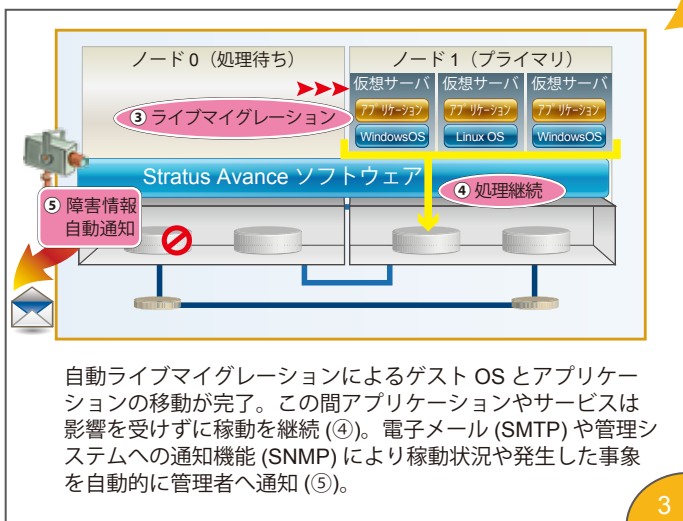 ノード 0（処理待ち）
ノード 1（プライマリ）
仮想サーバ 仮想サーバ 仮想サーバ
③ ライブマイグレーション
ｱﾌﾟﾘｹｰｼｮﾝ ｱﾌﾟﾘｹｰｼｮﾝ ｱﾌﾟﾘｹｰｼｮﾝ
WindowsOS Linux OS WindowsOS
Stratus Avance ソフトウェア
④ 処理継続
⑤ 障害情報
自動通知
自動ライブマイグレーションによるゲスト OS とアプリケー
ションの移動が完了。この間アプリケーションやサービスは
影響を受けずに稼動を継続 (④)。電子メール (SMTP) や管理シ
ステムへの通知機能 (SNMP) により稼動状況や発生した事象
を自動的に管理者へ通知 (⑤)。
3